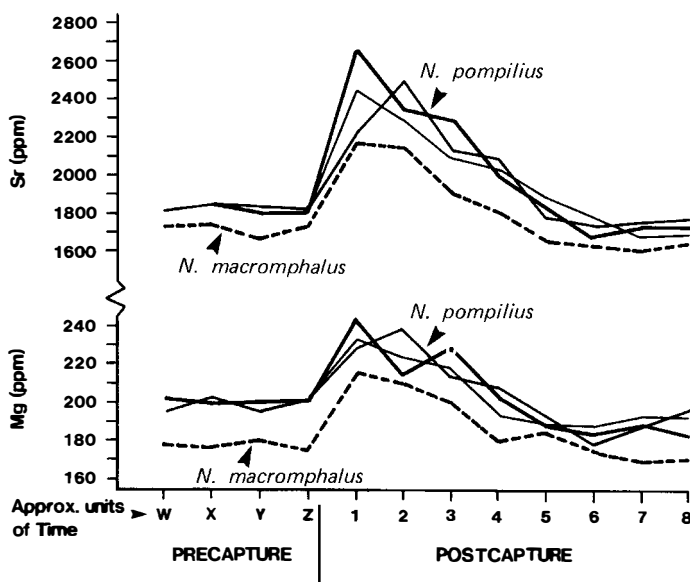 2800
2600
2400
2200
2000
1800
1600
Sr (ppm)
N. pompilius
N. macromphalus
240
220
200
180
160
Mg (ppm)
N. pompilius
N. macromphalus
Approx. units
of Time
W X Y Z 1 2 3 4 5 6 7 8
PRECAPTURE POSTCAPTURE